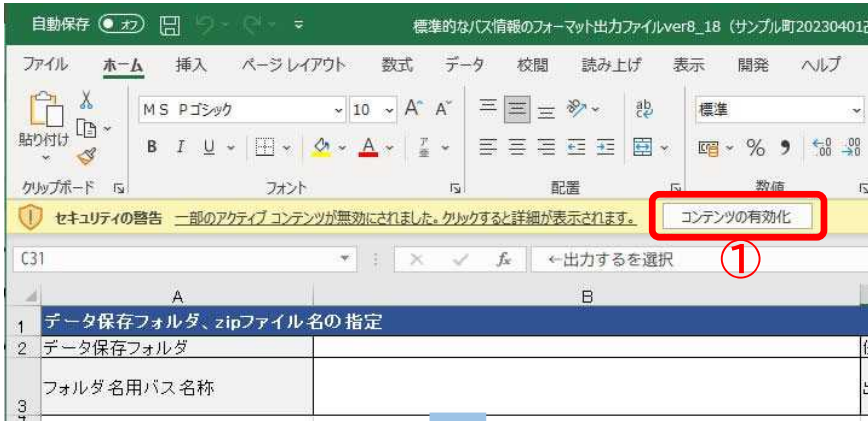 自動保存 オフ 標準的なバス情報のフォーマット出力ファイルver8_18（サンプル町20230401
ファイル ホーム 挿入 ページ レイアウト 数式 データ 校閲 読み上げ 表示 開発 ヘルプ
貼り付け MS Pゴシック 10 A^ Aˇ ab 標準
B I U A ア亜 % 9 .00 .0
クリップボード フォント 配置 数値
セキュリティの警告 一部のアクティブ コンテンツが無効にされました。クリックすると詳細が表示されます。 コンテンツの有効化
①
C31 fx ←出力するを選択
A B
1 データ保存フォルダ、zipファイル名の指定
2 データ保存フォルダ
3 フォルダ名用バス名称